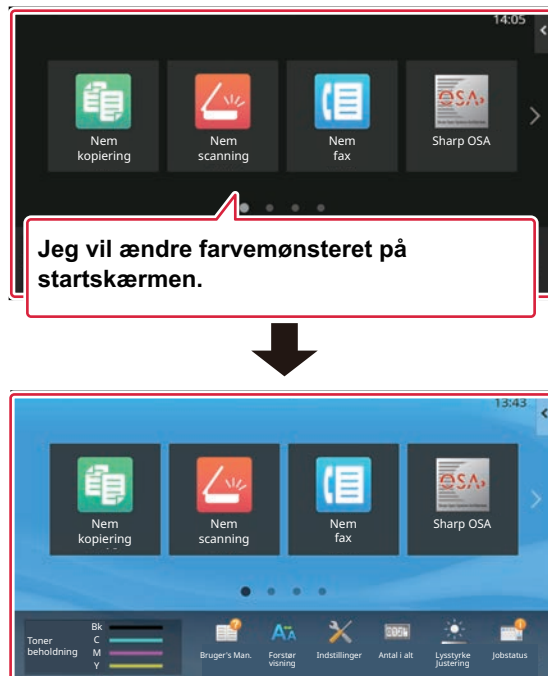 14:05
Nem
kopiering
Nem
scanning
Nem
fax
OSA
Sharp OSA
Jeg vil ændre farvemønsteret på
startskærmen.
13:43
Nem
kopiering
Nem
scanning
Nem
fax
OSA
Sharp OSA
Toner
beholdning
Bk
C
M
Y
Bruger's Man.
Forstør
visning
Indstillinger
Antal i alt
Lysstyrke
Justering
Jobstatus